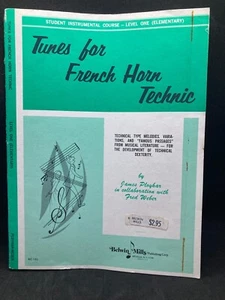 STUDENT INSTRUMENTAL COURSE - LEVEL ONE (ELEMENTARY)
Tunes for
French Horn
Technic
TECHNICAL TYPE MELODIES, VARIA-
TIONS, AND "FAMOUS PASSAGES"
FROM MUSICAL LITERATURE - FOR
THE DEVELOPMENT OF TECHNICAL
DEXTERITY.
by
James Ployhar
in collaboration with
Fred Weber
$2.95
Belwin Mills